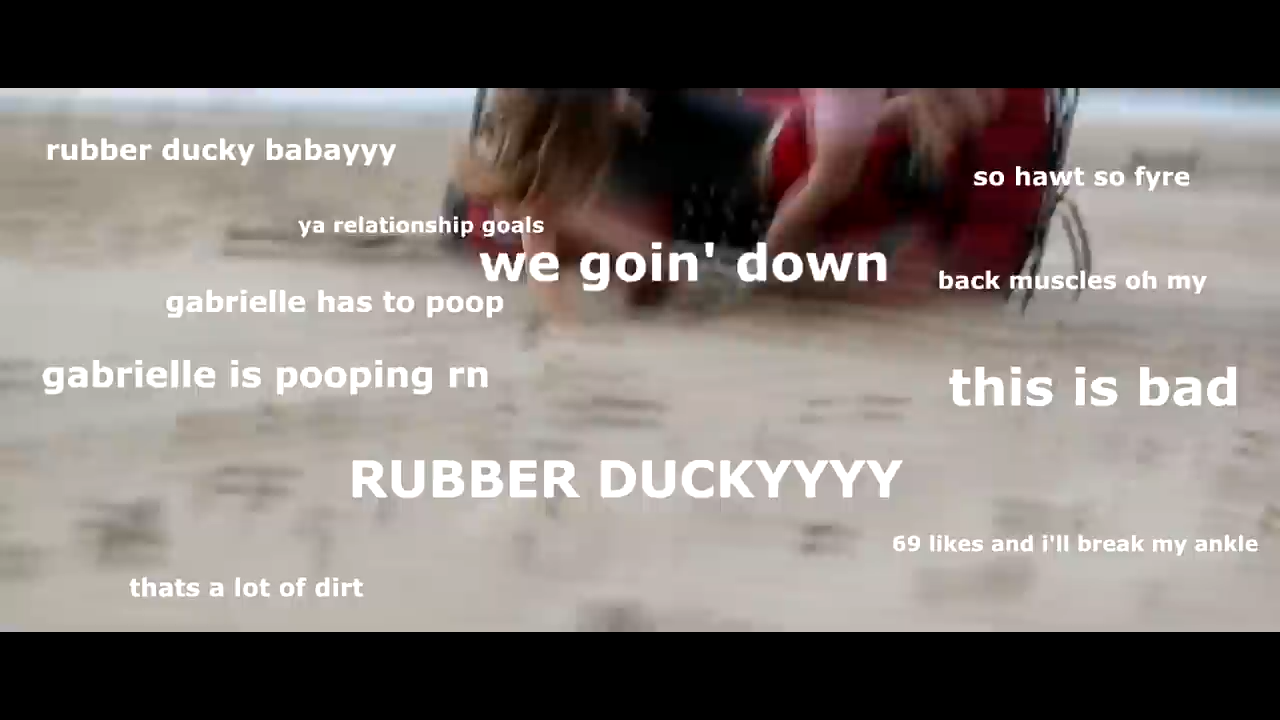 rubber ducky babayyy
so hawt so fyre
ya relationship goals
we goin' down
back muscles oh my
gabrielle has to poop
gabrielle is pooping rn
this is bad
RUBBER DUCKYYYY
69 likes and i'll break my ankle
thats a lot of dirt